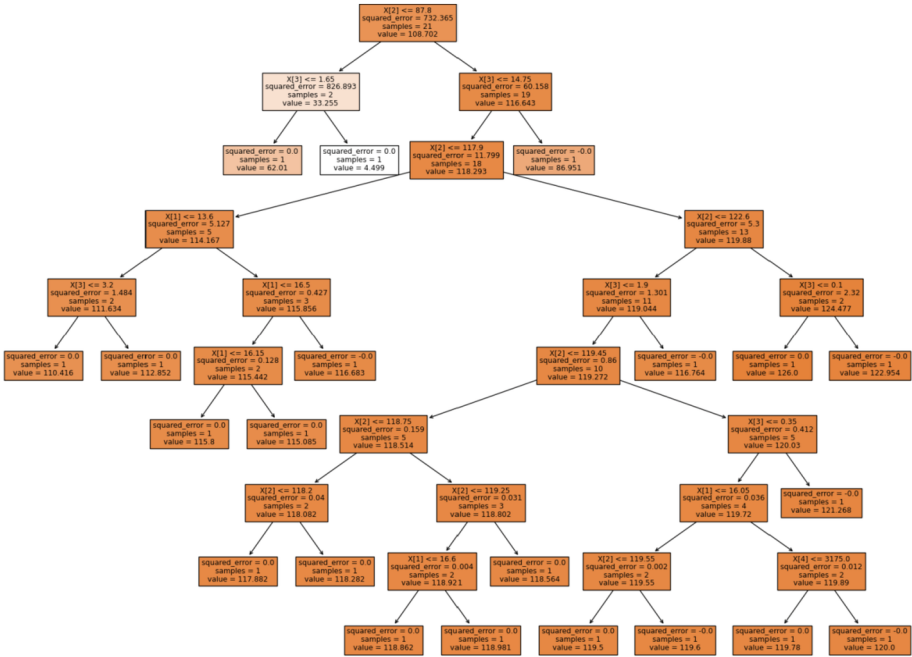 X[2] <= 87.8
squared_error = 732.365
samples = 21
value = 108.702
X[3] <= 1.65
squared_error = 826.893
samples = 2
value = 33.255
X[3] <= 14.75
squared_error = 60.158
samples = 19
value = 116.643
squared_error = 0.0
samples = 1
value = 62.01
squared_error = 0.0
samples = 1
value = 4.499
X[2] <= 117.9
squared_error = 11.799
samples = 18
value = 118.293
squared_error = -0.0
samples = 1
value = 86.951
X[1] <= 13.6
squared_error = 5.127
samples = 5
value = 114.167
X[2] <= 122.6
squared_error = 5.3
samples = 13
value = 119.88
X[3] <= 3.2
squared_error = 1.484
samples = 2
value = 111.634
X[1] <= 16.5
squared_error = 0.427
samples = 3
value = 115.856
X[3] <= 1.9
squared_error = 1.301
samples = 11
value = 119.044
X[3] <= 0.1
squared_error = 2.32
samples = 2
value = 124.477
squared_error = 0.0
samples = 1
value = 110.416
squared_error = 0.0
samples = 1
value = 112.852
X[1] <= 16.15
squared_error = 0.128
samples = 2
value = 115.442
squared_error = -0.0
samples = 1
value = 116.683
X[2] <= 119.45
squared_error = 0.86
samples = 10
value = 119.272
squared_error = -0.0
samples = 1
value = 116.764
squared_error = 0.0
samples = 1
value = 126.0
squared_error = -0.0
samples = 1
value = 122.954
squared_error = 0.0
samples = 1
value = 115.8
squared_error = 0.0
samples = 1
value = 115.085
X[2] <= 118.75
squared_error = 0.159
samples = 5
value = 118.514
X[3] <= 0.35
squared_error = 0.412
samples = 5
value = 120.03
X[2] <= 118.2
squared_error = 0.04
samples = 2
value = 118.082
X[2] <= 119.25
squared_error = 0.031
samples = 3
value = 118.802
X[1] <= 16.05
squared_error = 0.036
samples = 4
value = 119.72
squared_error = -0.0
samples = 1
value = 121.268
squared_error = 0.0
samples = 1
value = 117.882
squared_error = 0.0
samples = 1
value = 118.282
X[1] <= 16.6
squared_error = 0.004
samples = 2
value = 118.921
squared_error = 0.0
samples = 1
value = 118.564
X[2] <= 119.55
squared_error = 0.002
samples = 2
value = 119.55
X[4] <= 3175.0
squared_error = 0.012
samples = 2
value = 119.89
squared_error = 0.0
samples = 1
value = 118.862
squared_error = 0.0
samples = 1
value = 118.981
squared_error = 0.0
samples = 1
value = 119.5
squared_error = -0.0
samples = 1
value = 119.6
squared_error = 0.0
samples = 1
value = 119.78
squared_error = -0.0
samples = 1
value = 120.0